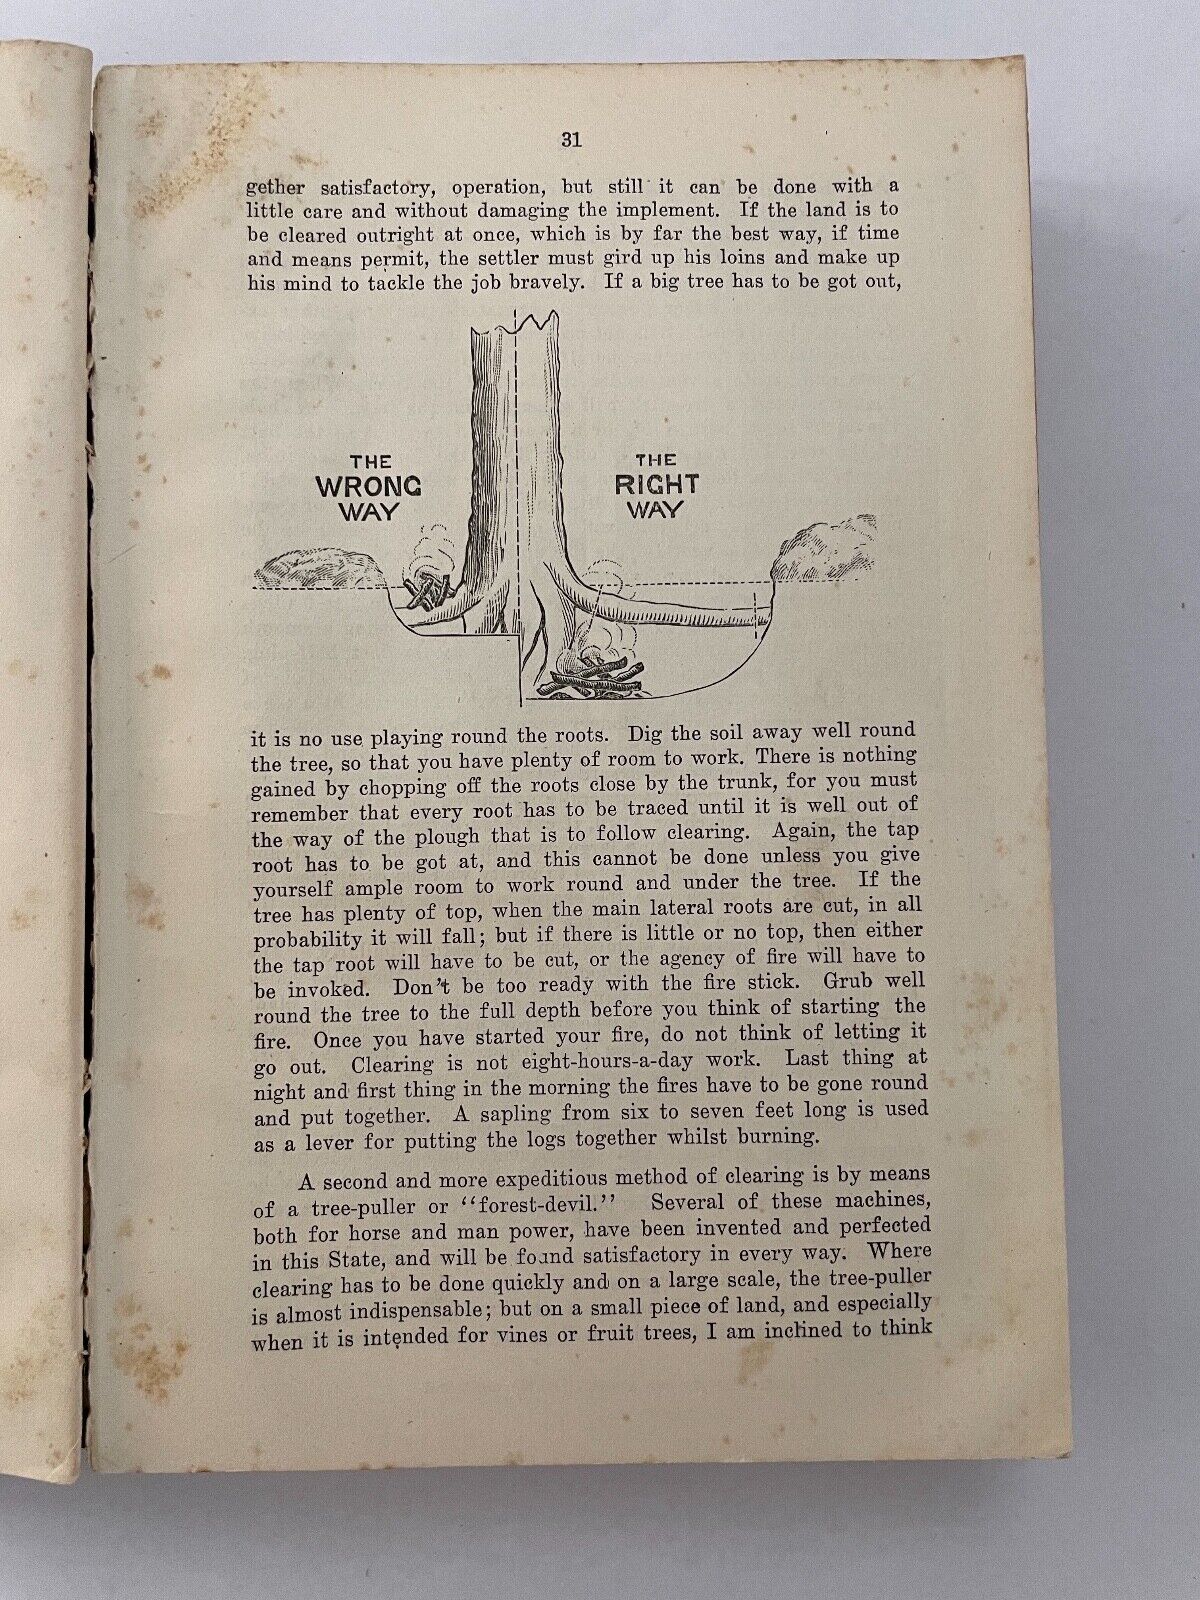 31
gether satisfactory, operation, but still it can be done with a
little care and without damaging the implement. If the land is to
be cleared outright at once, which is by far the best way, if time
and means permit, the settler must gird up his loins and make up
his mind to tackle the job bravely. If a big tree has to be got out,
THE
WRONG
WAY
THE
RIGHT
WAY
it is no use playing round the roots. Dig the soil away well round
the tree, so that you have plenty of room to work. There is nothing
gained by chopping off the roots close by the trunk, for you must
remember that every root has to be traced until it is well out of
the way of the plough that is to follow clearing. Again, the tap
root has to be got at, and this cannot be done unless you give
yourself ample room to work round and under the tree. If the
tree has plenty of top, when the main lateral roots are cut, in all
probability it will fall; but if there is little or no top, then either
the tap root will have to be cut, or the agency of fire will have to
be invoked. Don't be too ready with the fire stick. Grub well
round the tree to the full depth before you think of starting the
fire. Once you have started your fire, do not think of letting it
go out. Clearing is not eight-hours-a-day work. Last thing at
night and first thing in the morning the fires have to be gone round
and put together. A sapling from six to seven feet long is used
as a lever for putting the logs together whilst burning.
A second and more expeditious method of clearing is by means
of a tree-puller or "forest-devil." Several of these machines,
both for horse and man power, have been invented and perfected
in this State, and will be found satisfactory in every way. Where
clearing has to be done quickly and on a large scale, the tree-puller
is almost indispensable; but on a small piece of land, and especially
when it is intended for vines or fruit trees, I am inclined to think